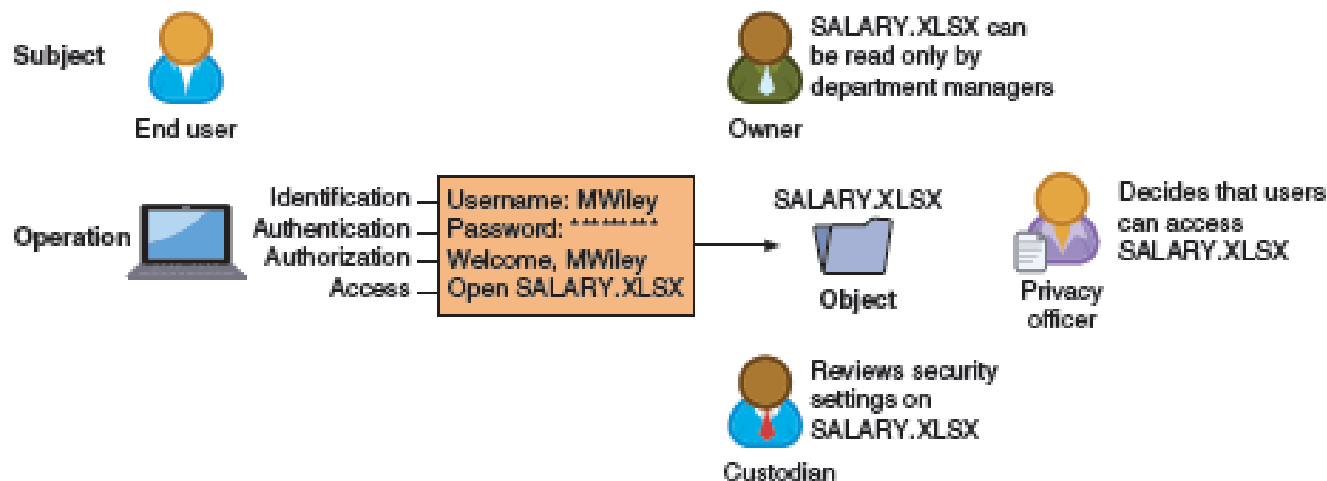 Subject
End user
SALARY.XLSX can
be read only by
department managers
Owner
Operation
Identification
Authentication
Authorization
Access
Username: MWiley
Password: ********
Welcome, MWiley
Open SALARY.XLSX
SALARY.XLSX
Object
Decides that users
can access
SALARY.XLSX
Privacy
officer
Reviews security
settings on
SALARY.XLSX
Custodian